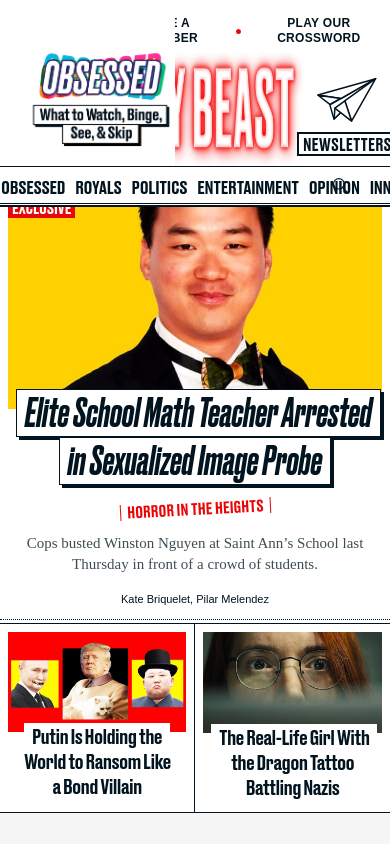 PLAY OUR
CROSSWORD
OBSESSED
What to Watch, Binge,
See, & Skip
BEAST
NEWSLETTERS
OBSESSED ROYALS POLITICS ENTERTAINMENT OPINION INN
EXCLUSIVE
Elite School Math Teacher Arrested
in Sexualized Image Probe
HORROR IN THE HEIGHTS
Cops busted Winston Nguyen at Saint Ann’s School last
Thursday in front of a crowd of students.
Kate Briquelet, Pilar Melendez
Putin Is Holding the
World to Ransom Like
a Bond Villain
The Real-Life Girl With
the Dragon Tattoo
Battling Nazis